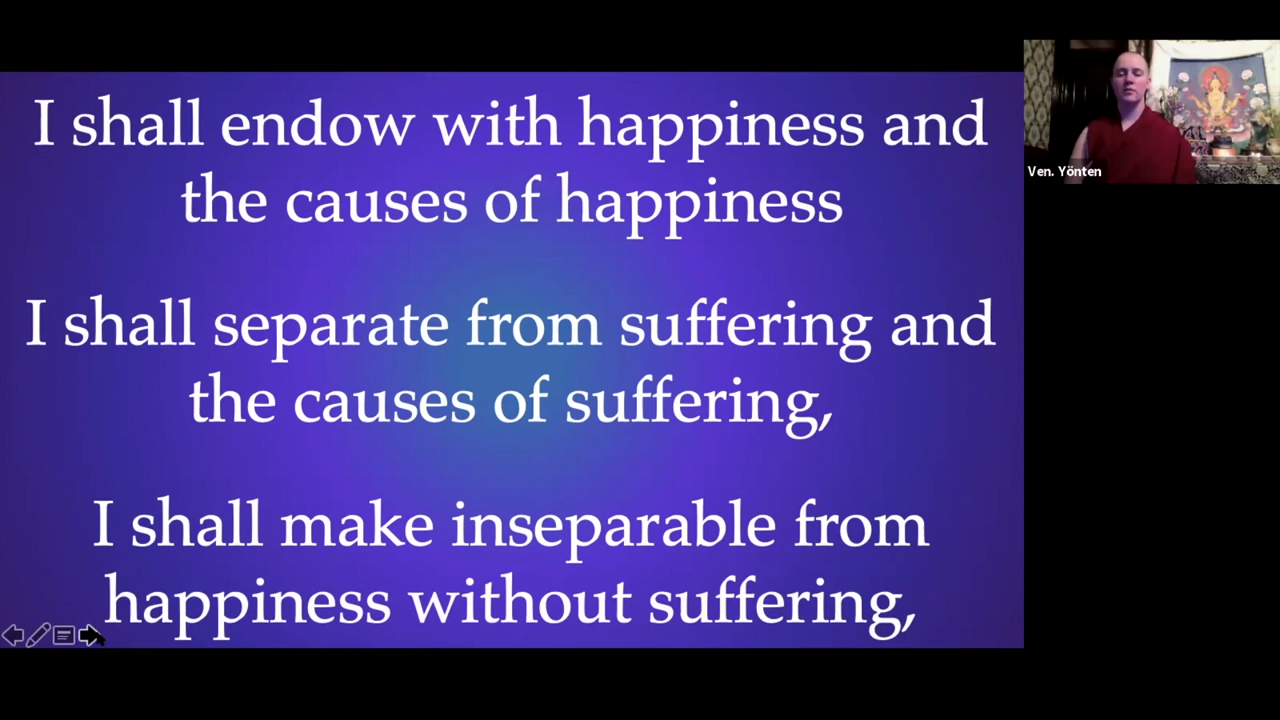 I shall endow with happiness and
the causes of happiness
I shall separate from suffering and
the causes of suffering,
I shall make inseparable from
happiness without suffering,
Ven. Yönten